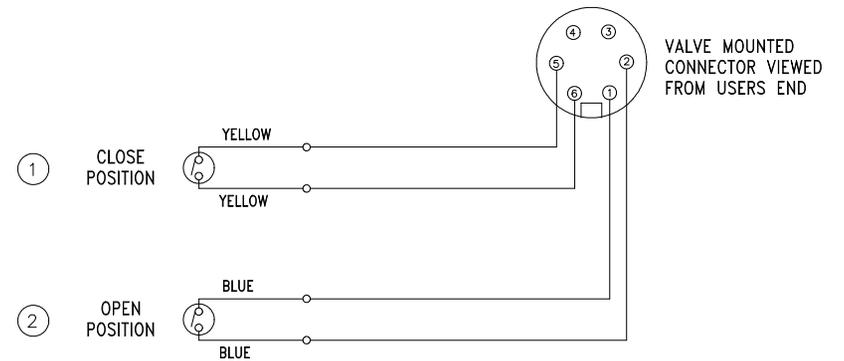 4 3
5 2
6 1
VALVE MOUNTED
CONNECTOR VIEWED
FROM USERS END
YELLOW
1
CLOSE
POSITION
YELLOW
BLUE
2
OPEN
POSITION
BLUE